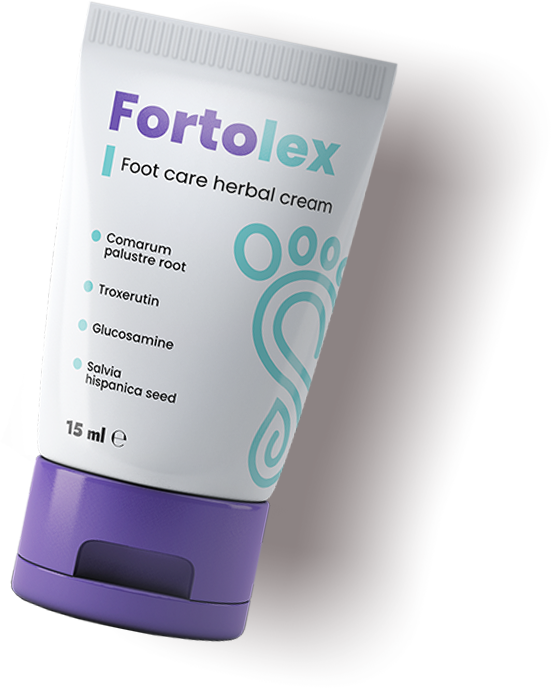 Fortolex
Foot care herbal cream
Comarum
palustre root
Troxerutin
Glucosamine
Salvia
hispanica seed
15 ml ℮